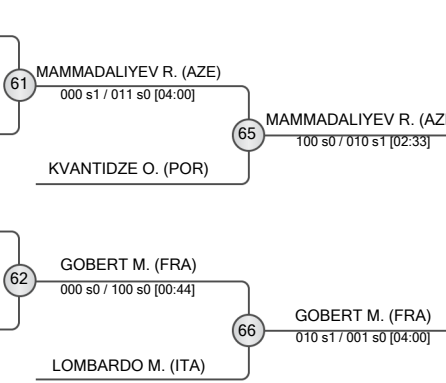 MAMMADALIYEV R. (AZE)
61
000 s1 / 011 s0 [04:00]
MAMMADALIYEV R. (AZ
65
100 s0 / 010 s1 [02:33]
KVANTIDZE O. (POR)
GOBERT M. (FRA)
62
000 s0 / 100 s0 [00:44]
GOBERT M. (FRA)
66
010 s1 / 001 s0 [04:00]
LOMBARDO M. (ITA)